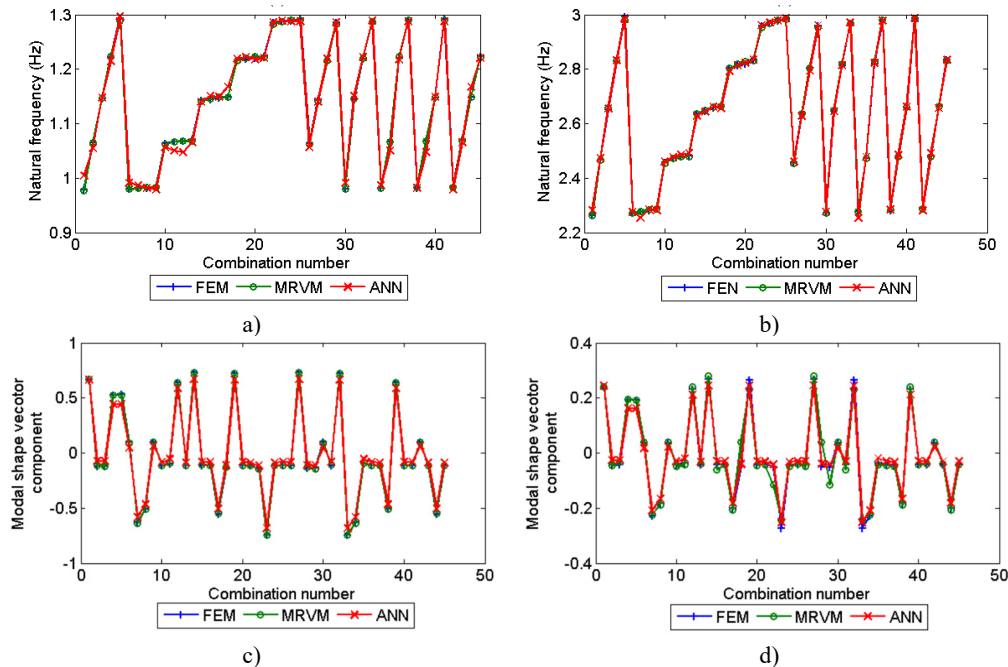 1.3
1.2
1.1
1
0.9
0 10 20 30 40
Natural frequency (Hz)
Combination number
FEM MRVM ANN
a)
3
2.8
2.6
2.4
2.2
0 10 20 30 40 50
Natural frequency (Hz)
Combination number
FEN MRVM ANN
b)
1
0.5
0
-0.5
-1
0 10 20 30 40 50
Modal shape vecotor
component
Combination number
FEM MRVM ANN
c)
0.4
0.2
0
-0.2
-0.4
0 10 20 30 40 50
Modal shape vecotor
component
Combination number
FEM MRVM ANN
d)